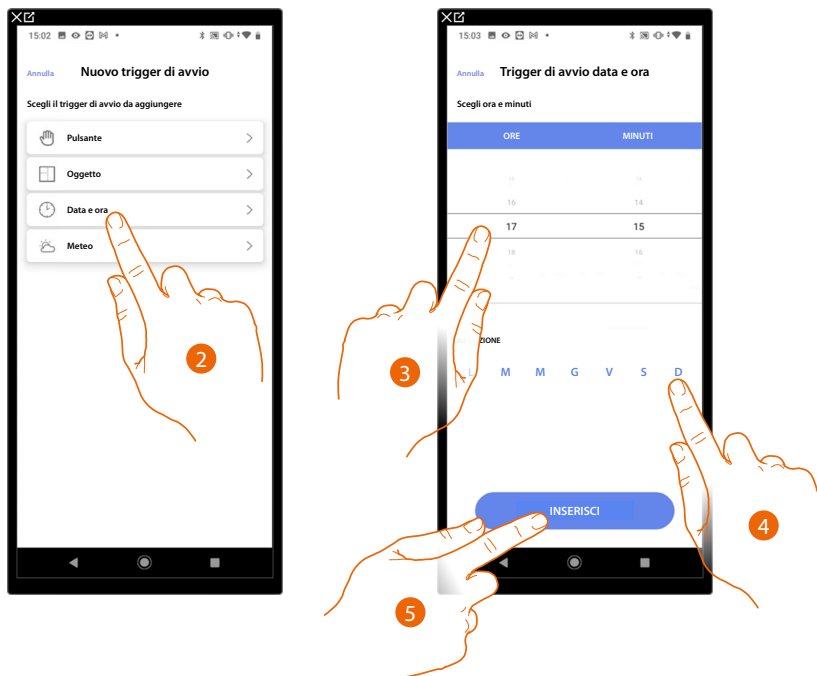 15:02
Annulla Nuovo trigger di avvio
Scegli il trigger di avvio da aggiungere
Pulsante
Oggetto
Data e ora
Meteo
2
15:03
Annulla Trigger di avvio data e ora
Scegli ora e minuti
ORE MINUTI
16 14
17 15
18 16
ZIONE
L M M G V S D
INSERISCI
3
4
5